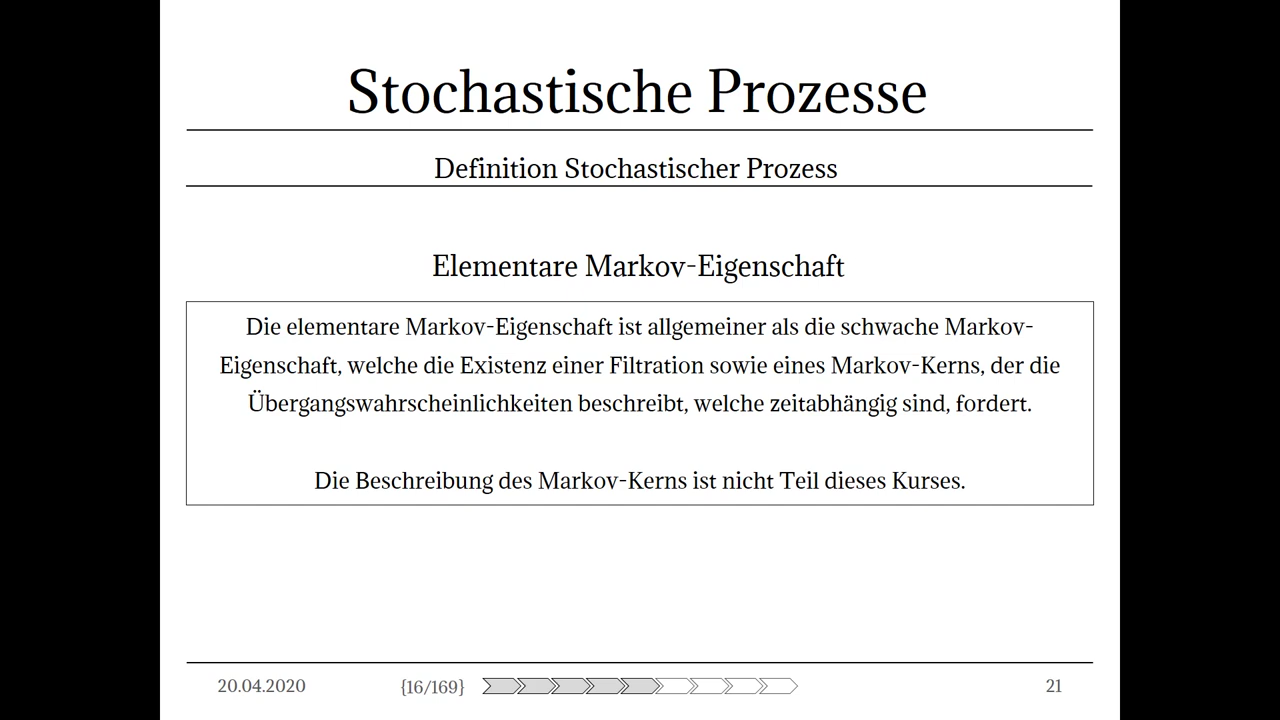 Stochastische Prozesse
Definition Stochastischer Prozess
Elementare Markov-Eigenschaft
Die elementare Markov-Eigenschaft ist allgemeiner als die schwache Markov-
Eigenschaft, welche die Existenz einer Filtration sowie eines Markov-Kerns, der die
Übergangswahrscheinlichkeiten beschreibt, welche zeitabhängig sind, fordert.
Die Beschreibung des Markov-Kerns ist nicht Teil dieses Kurses.
20.04.2020 {16/169} 21